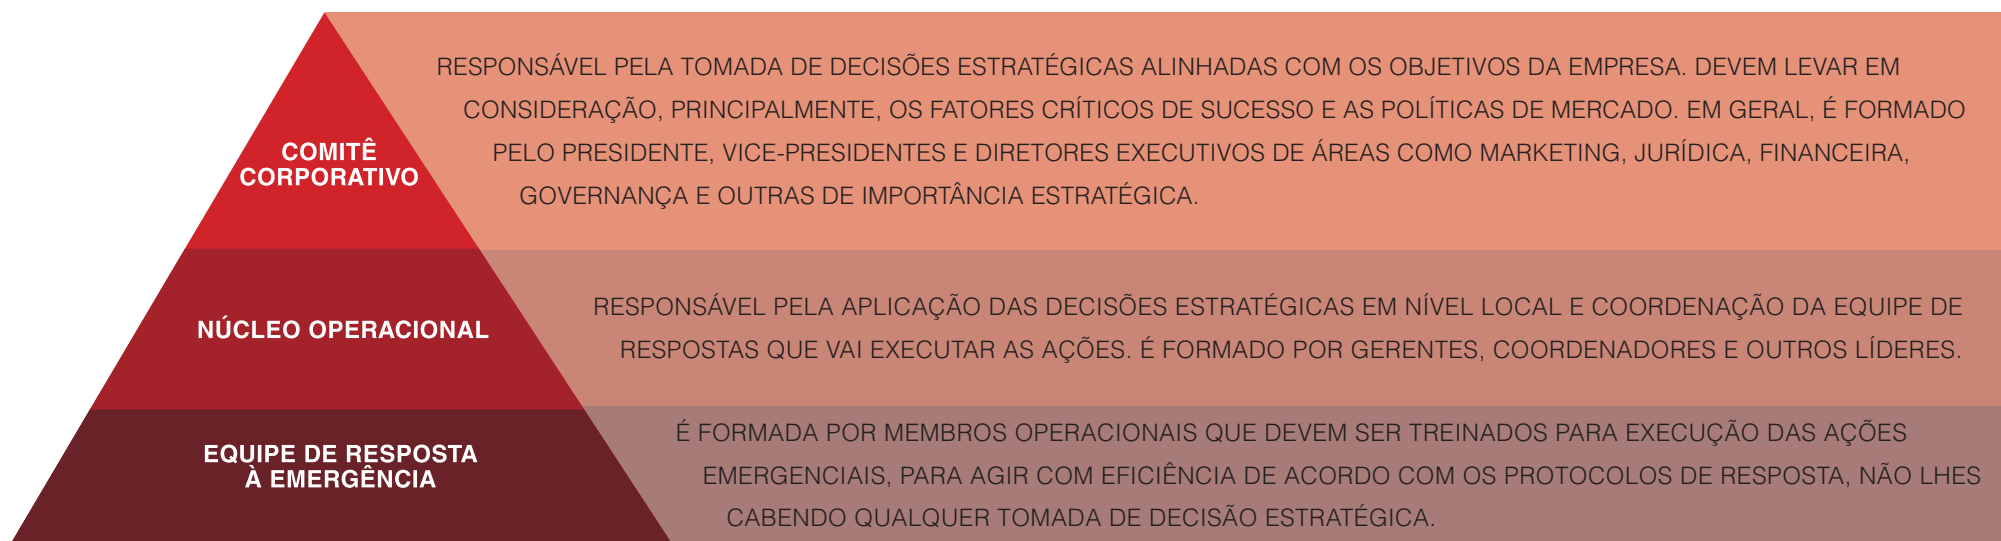 COMITÊ
CORPORATIVO
RESPONSÁVEL PELA TOMADA DE DECISÕES ESTRATÉGICAS ALINHADAS COM OS OBJETIVOS DA EMPRESA. DEVEM LEVAR EM
CONSIDERAÇÃO, PRINCIPALMENTE, OS FATORES CRÍTICOS DE SUCESSO E AS POLÍTICAS DE MERCADO. EM GERAL, É FORMADO
PELO PRESIDENTE, VICE-PRESIDENTES E DIRETORES EXECUTIVOS DE ÁREAS COMO MARKETING, JURÍDICA, FINANCEIRA,
GOVERNANÇA E OUTRAS DE IMPORTÂNCIA ESTRATÉGICA.
NÚCLEO OPERACIONAL
RESPONSÁVEL PELA APLICAÇÃO DAS DECISÕES ESTRATÉGICAS EM NÍVEL LOCAL E COORDENAÇÃO DA EQUIPE DE
RESPOSTAS QUE VAI EXECUTAR AS AÇÕES. É FORMADO POR GERENTES, COORDENADORES E OUTROS LÍDERES.
EQUIPE DE RESPOSTA
À EMERGÊNCIA
É FORMADA POR MEMBROS OPERACIONAIS QUE DEVEM SER TREINADOS PARA EXECUÇÃO DAS AÇÕES
EMERGENCIAIS, PARA AGIR COM EFICIÊNCIA DE ACORDO COM OS PROTOCOLOS DE RESPOSTA, NÃO LHES
CABENDO QUALQUER TOMADA DE DECISÃO ESTRATÉGICA.